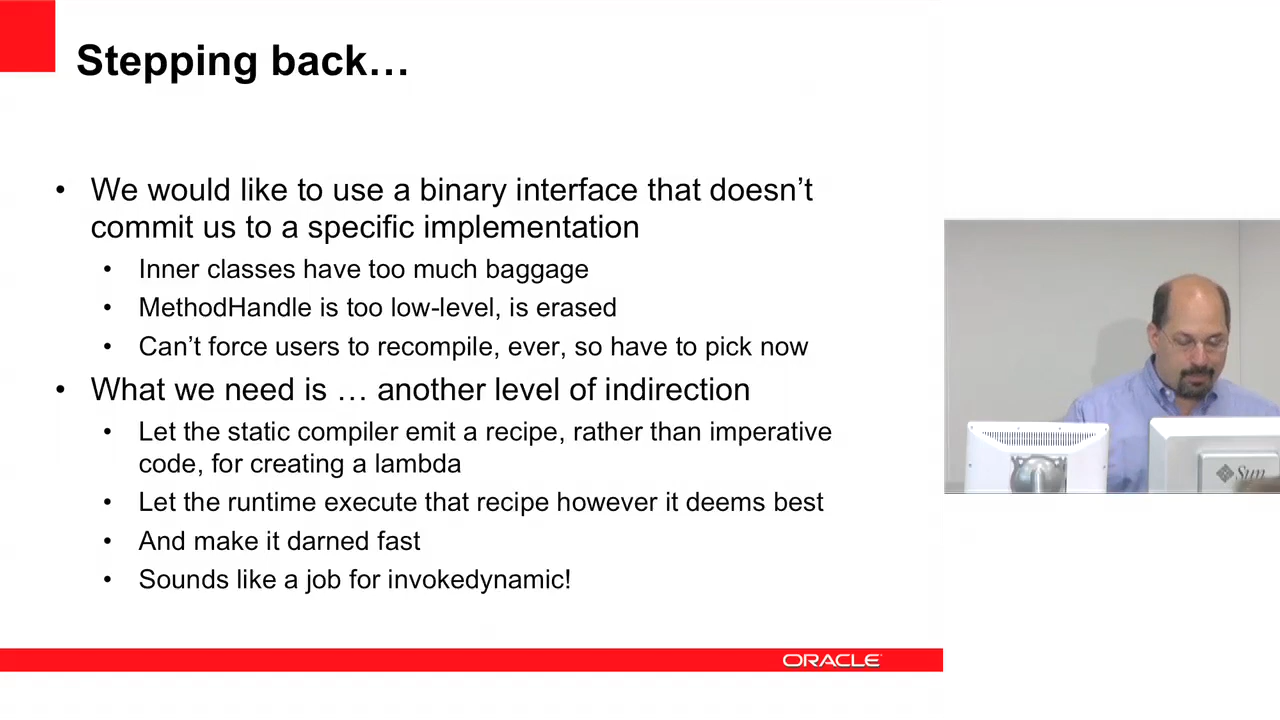 Stepping back…
• We would like to use a binary interface that doesn’t
commit us to a specific implementation
• Inner classes have too much baggage
• MethodHandle is too low-level, is erased
• Can’t force users to recompile, ever, so have to pick now
• What we need is … another level of indirection
• Let the static compiler emit a recipe, rather than imperative
code, for creating a lambda
• Let the runtime execute that recipe however it deems best
• And make it darned fast
• Sounds like a job for invokedynamic!
ORACLE
Sun